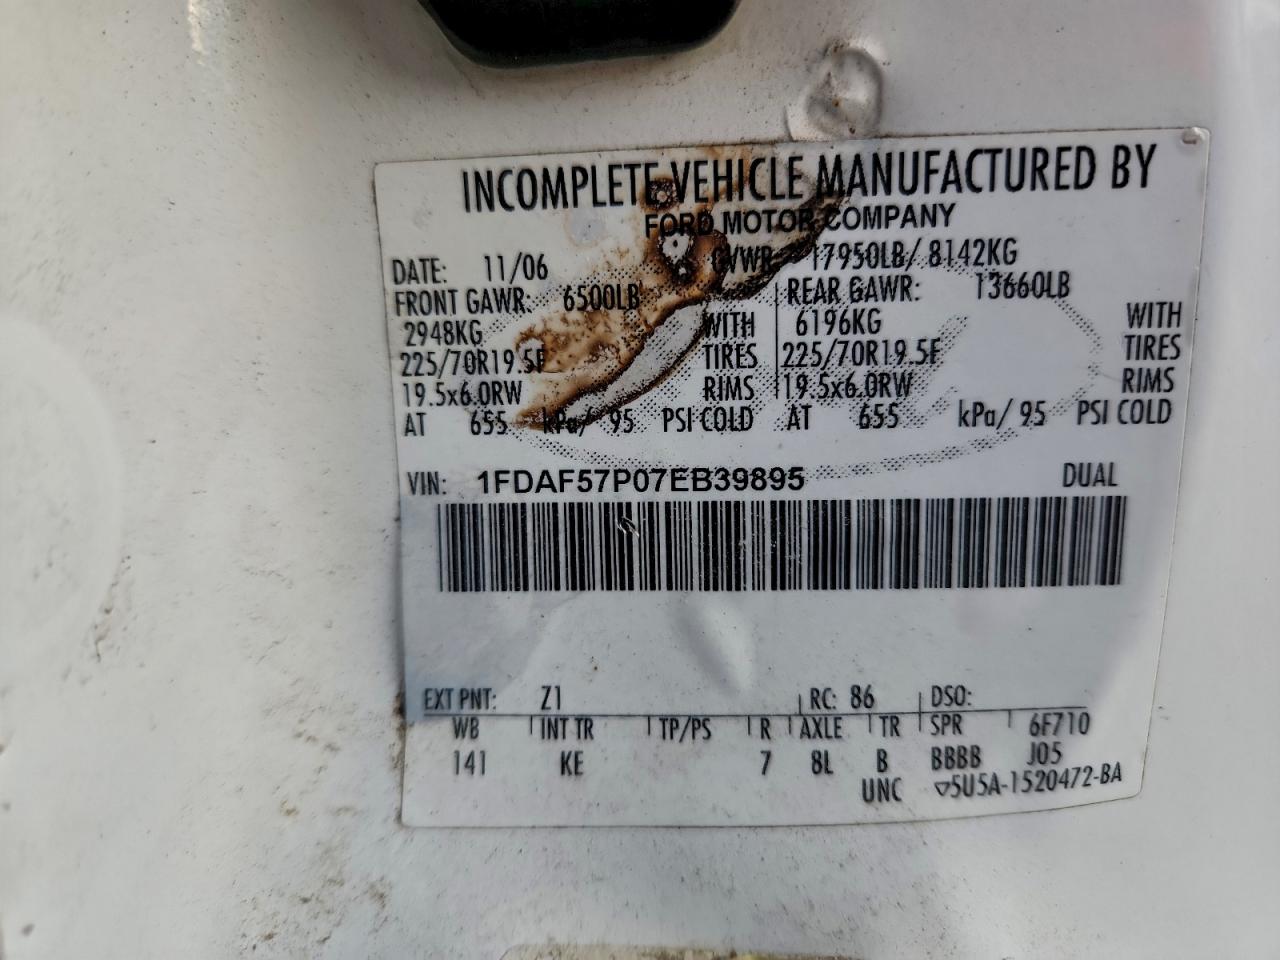 INCOMPLETE VEHICLE MANUFACTURED BY
FORD MOTOR COMPANY
DATE: 11/06 GVWR 17950LB/ 8142KG
FRONT GAWR: 6500LB REAR GAWR: 13660LB
2948KG WITH 6196KG WITH
225/70R19.5F TIRES 225/70R19.5F TIRES
19.5x6.0RW RIMS 19.5x6.0RW RIMS
AT 655 kPa/ 95 PSI COLD AT 655 kPa/ 95 PSI COLD
VIN: 1FDAF57P07EB39895 DUAL
EXT PNT: Z1 RC: 86 DSO:
WB INT TR TP/PS R AXLE TR SPR 6F710
141 KE 7 8L B BBBB J05
UNC ▽5U5A-1520472-BA